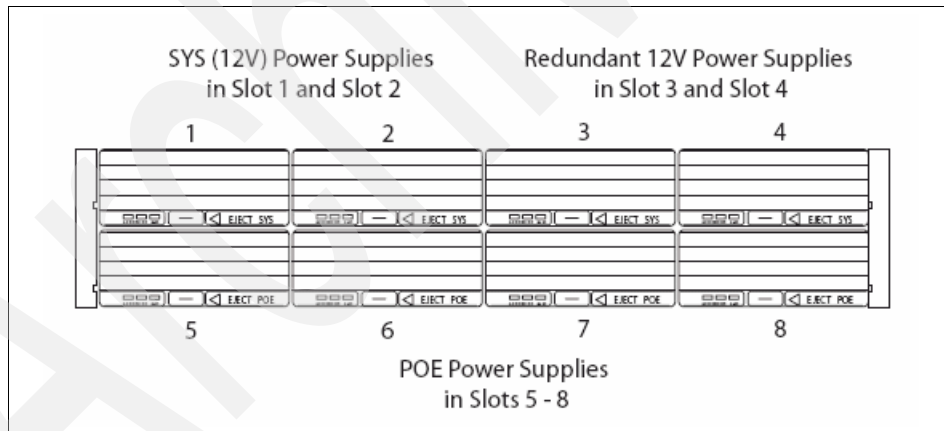 SYS (12V) Power Supplies
in Slot 1 and Slot 2
Redundant 12V Power Supplies
in Slot 3 and Slot 4
1 2 3 4
EJECT SYS EJECT SYS EJECT SYS EJECT SYS
EJECT POE EJECT POE EJECT POE EJECT POE
5 6 7 8
POE Power Supplies
in Slots 5 - 8